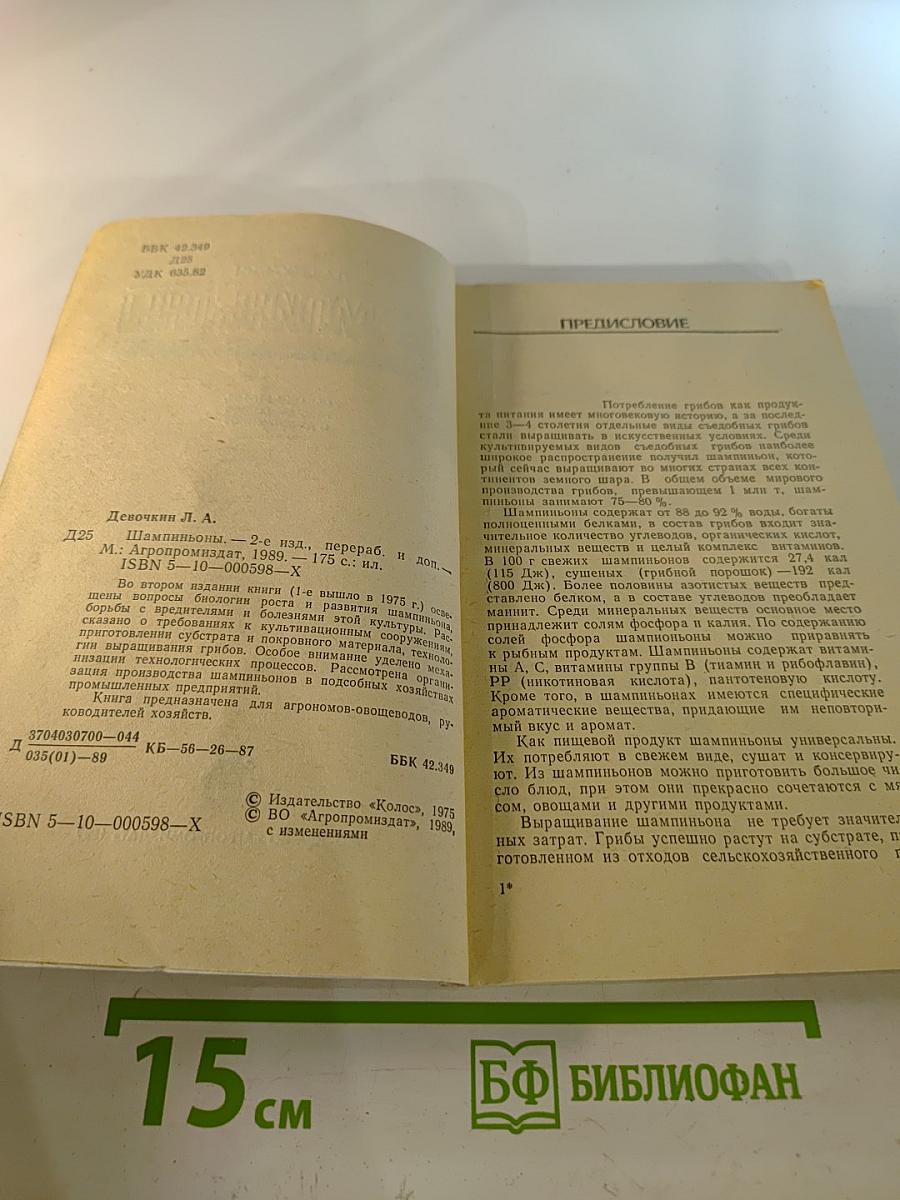 ББК 42.349
Д25
УДК 635.82
Девочкин Л. А.
Д25 Шампиньоны. — 2-е изд., перераб. и доп. —
М.: Агропромиздат, 1989. — 175 с.: ил.
ISBN 5—10—000598—X
Во втором издании книги (1-е вышло в 1975 г.) осве-
щены вопросы биологии роста и развития шампиньона,
борьбы с вредителями и болезнями этой культуры. Рас-
сказано о требованиях к культивационным сооружениям,
приготовлении субстрата и покровного материала, техноло-
гии выращивания грибов. Особое внимание уделено меха-
низации технологических процессов. Рассмотрена органи-
зация производства шампиньонов в подсобных хозяйствах
промышленных предприятий.
Книга предназначена для агрономов-овощеводов, ру-
ководителей хозяйств.
Д 3704030700—044
035(01)—89 КБ—56—26—87
ББК 42.349
ISBN 5—10—000598—X
© Издательство «Колос», 1975
© ВО «Агропромиздат», 1989,
с изменениями
ПРЕДИСЛОВИЕ
Потребление грибов как продук-
та питания имеет многовековую историю, а за послед-
ние 3—4 столетия отдельные виды съедобных грибов
стали выращивать в искусственных условиях. Среди
культивируемых видов съедобных грибов наиболее
широкое распространение получил шампиньон, кото-
рый сейчас выращивают во многих странах всех кон-
тинентов земного шара. В общем объеме мирового
производства грибов, превышающем 1 млн т, шам-
пиньоны занимают 75—80 %.
Шампиньоны содержат от 88 до 92 % воды, богаты
полноценными белками, в состав грибов входит зна-
чительное количество углеводов, органических кислот,
минеральных веществ и целый комплекс витаминов.
В 100 г свежих шампиньонов содержится 27,4 кал
(115 Дж), сушеных (грибной порошок) —192 кал
(800 Дж). Более половины азотистых веществ пред-
ставлено белком, а в составе углеводов преобладает
маннит. Среди минеральных веществ основное место
принадлежит солям фосфора и калия. По содержанию
солей фосфора шампионьоны можно приравнять
к рыбным продуктам. Шампиньоны содержат витами-
ны А, С, витамины группы В (тиамин и рибофлавин),
РР (никотиновая кислота), пантотеновую кислоту.
Кроме того, в шампиньонах имеются специфические
ароматические вещества, придающие им неповтори-
мый вкус и аромат.
Как пищевой продукт шампиньоны универсальны.
Их потребляют в свежем виде, сушат и консервиру-
ют. Из шампиньонов можно приготовить большое чи
сло блюд, при этом они прекрасно сочетаются с мя
сом, овощами и другими продуктами.
Выращивание шампиньона не требует значител
ных затрат. Грибы успешно растут на субстрате, п
готовленном из отходов сельскохозяйственного п
1*
15 см
БФ БИБЛИОФАН